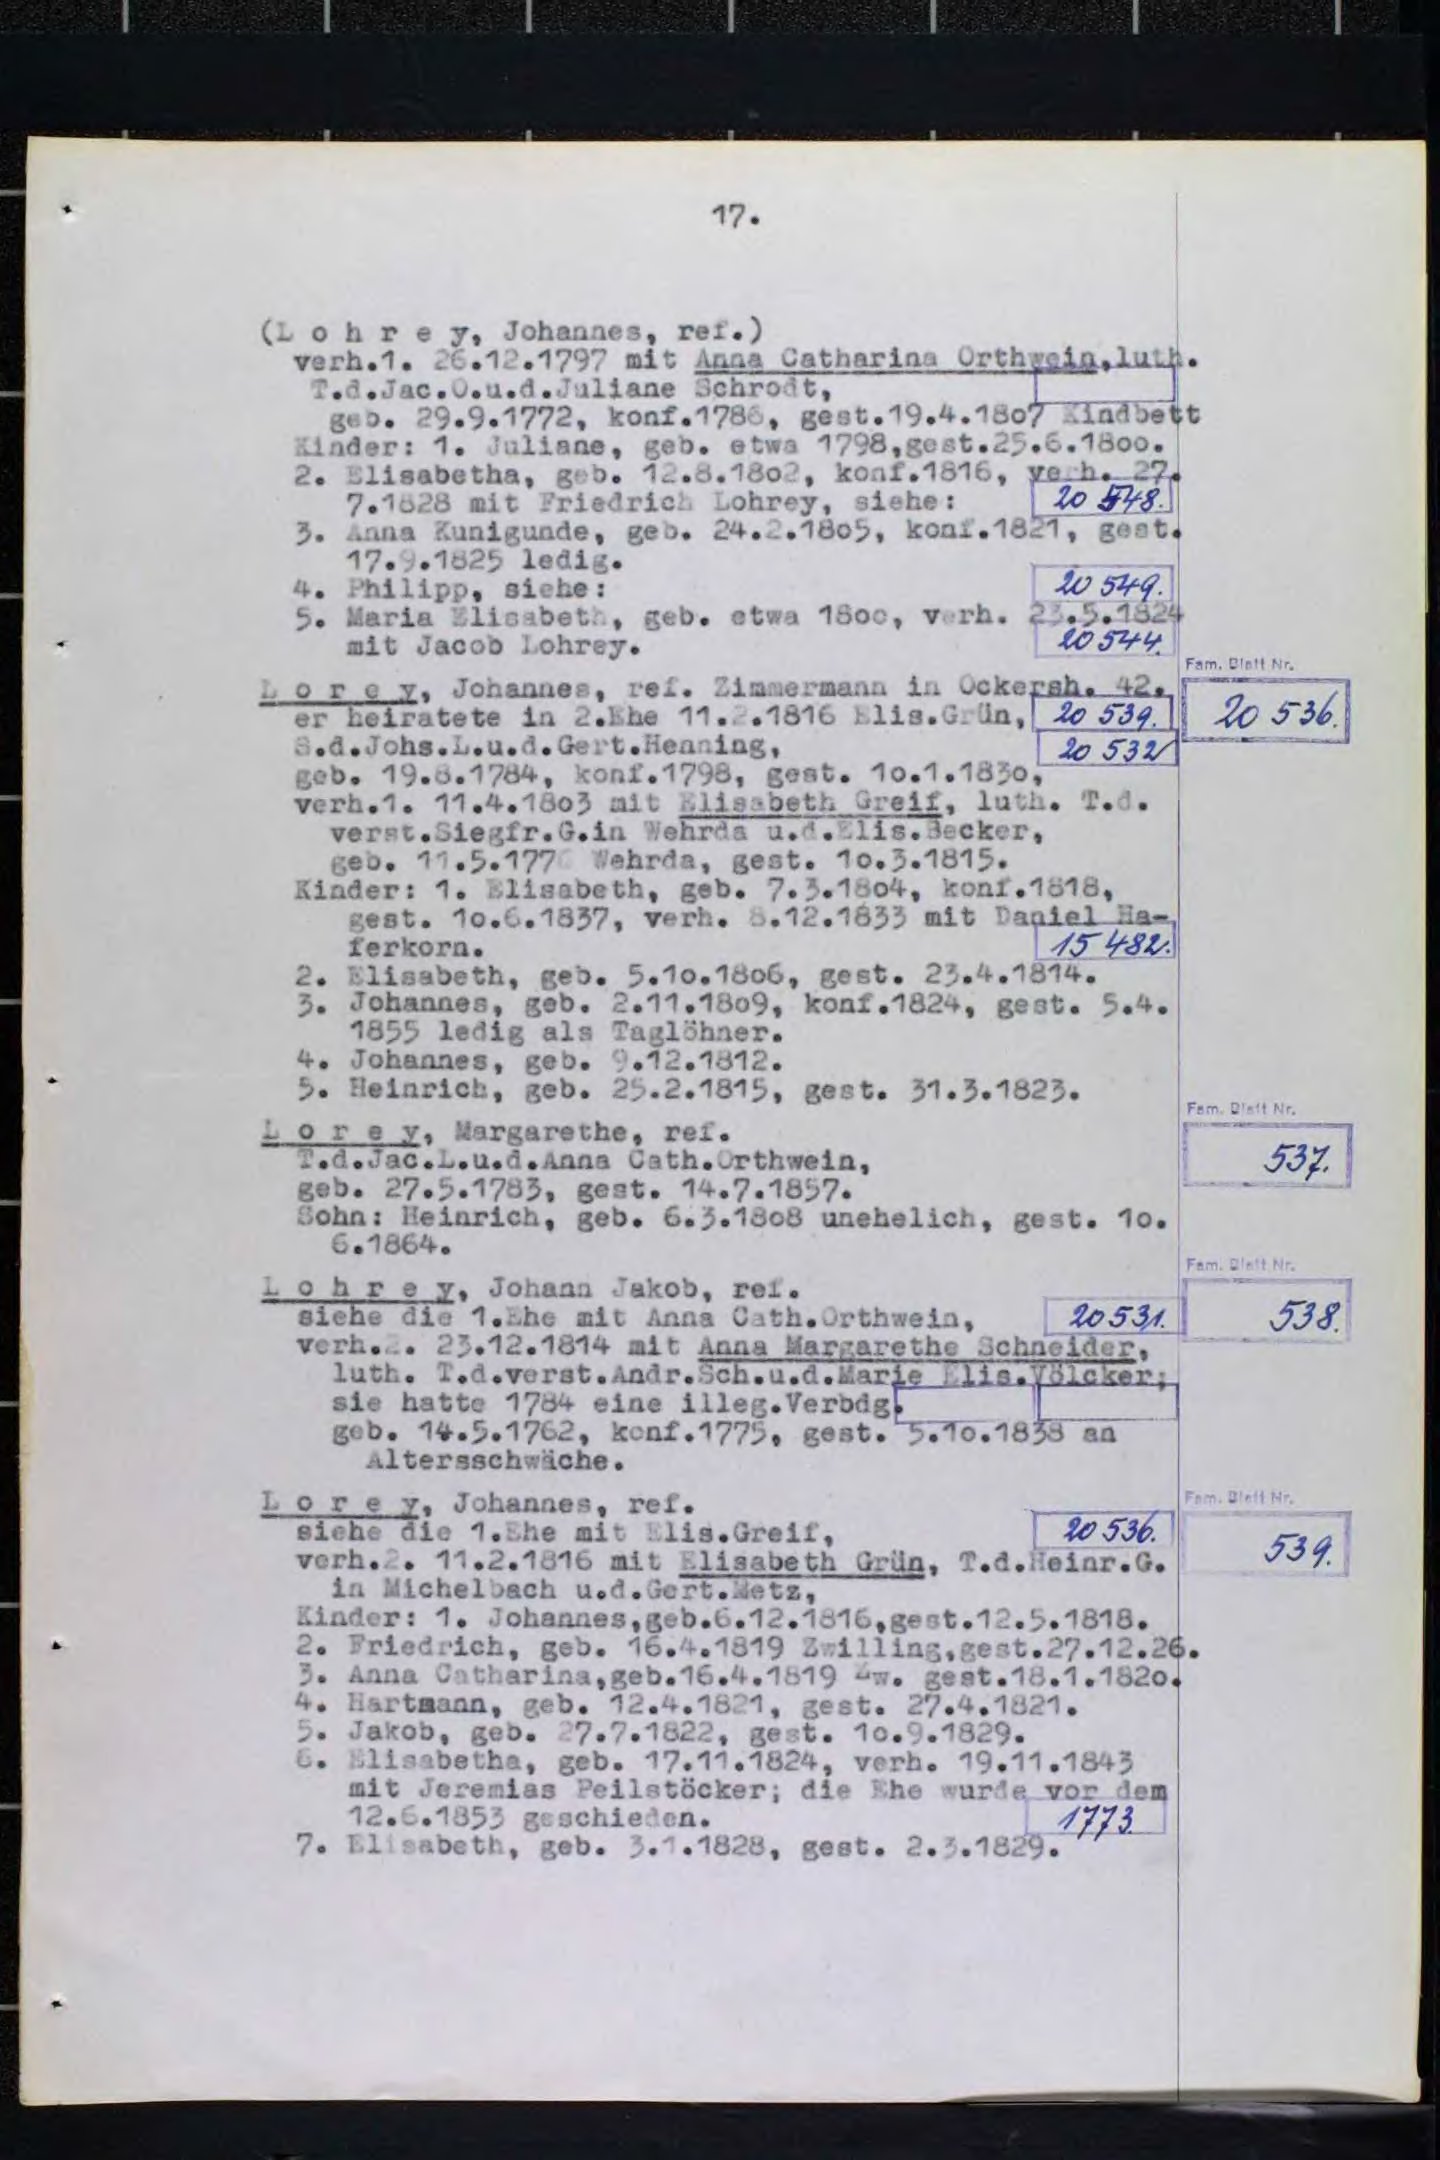 17.
(L o h r e y, Johannes, ref.)
verh.1. 26.12.1797 mit Anna Catharina Orthwein,luth.
T.d.Jac.O.u.d.Juliane Schrodt,
geb. 29.9.1772, konf.1786, gest.19.4.1807 Kindbett
Kinder: 1. Juliane, geb. etwa 1798,gest.25.6.1800.
2. Elisabetha, geb. 12.8.1802, konf.1816, verh. 27.
7.1828 mit Friedrich Lohrey, siehe: 20 548.
3. Anna Kunigunde, geb. 24.2.1805, konf.1821, gest.
17.9.1825 ledig.
4. Philipp, siehe: 20 549.
5. Maria Elisabeth, geb. etwa 1800, verh. 23.5.1824
mit Jacob Lohrey. 20 544.
Fam. Blatt Nr.
L o r e y, Johannes, ref. Zimmermann in Ockersh. 42.
er heiratete in 2.Ehe 11.2.1816 Elis.Grün, 20 539. 20 536.
S.d.Johs.L.u.d.Gert.Henning, 20 532
geb. 19.8.1784, konf.1798, gest. 10.1.1830,
verh.1. 11.4.1803 mit Elisabeth Greif, luth. T.d.
verst.Siegfr.G.in Wehrda u.d.Elis.Becker,
geb. 11.5.177 Wehrda, gest. 10.3.1815.
Kinder: 1. Elisabeth, geb. 7.3.1804, konf.1818,
gest. 10.6.1837, verh. 8.12.1833 mit Daniel Ha-
ferkorn. 15 482.
2. Elisabeth, geb. 5.10.1806, gest. 23.4.1814.
3. Johannes, geb. 2.11.1809, konf.1824, gest. 5.4.
1855 ledig als Taglöhner.
4. Johannes, geb. 9.12.1812.
5. Heinrich, geb. 25.2.1815, gest. 31.3.1823.
Fam. Blatt Nr.
L o r e y, Margarethe, ref.
T.d.Jac.L.u.d.Anna Cath.Orthwein, 537.
geb. 27.5.1783, gest. 14.7.1857.
Sohn: Heinrich, geb. 6.3.1808 unehelich, gest. 10.
6.1864.
Fam. Blatt Nr.
L o h r e y, Johann Jakob, ref.
siehe die 1.Ehe mit Anna Cath.Orthwein, 20531. 538.
verh.2. 23.12.1814 mit Anna Margarethe Schneider,
luth. T.d.verst.Andr.Sch.u.d.Marie Elis.Völcker;
sie hatte 1784 eine illeg.Verbdg.
geb. 14.5.1762, konf.1775, gest. 5.10.1838 an
Altersschwäche.
Fam. Blatt Nr.
L o r e y, Johannes, ref.
siehe die 1.Ehe mit Elis.Greif, 20 536. 539.
verh.2. 11.2.1816 mit Elisabeth Grün, T.d.Heinr.G.
in Michelbach u.d.Gert.Metz,
Kinder: 1. Johannes,geb.6.12.1816,gest.12.5.1818.
2. Friedrich, geb. 16.4.1819 Zwilling,gest.27.12.26.
3. Anna Catharina,geb.16.4.1819 Zw. gest.18.1.1820.
4. Hartmann, geb. 12.4.1821, gest. 27.4.1821.
5. Jakob, geb. 27.7.1822, gest. 10.9.1829.
6. Elisabetha, geb. 17.11.1824, verh. 19.11.1843
mit Jeremias Peilstöcker; die Ehe wurde vor dem
12.6.1853 geschieden. 1773.
7. Elisabeth, geb. 3.1.1828, gest. 2.3.1829.